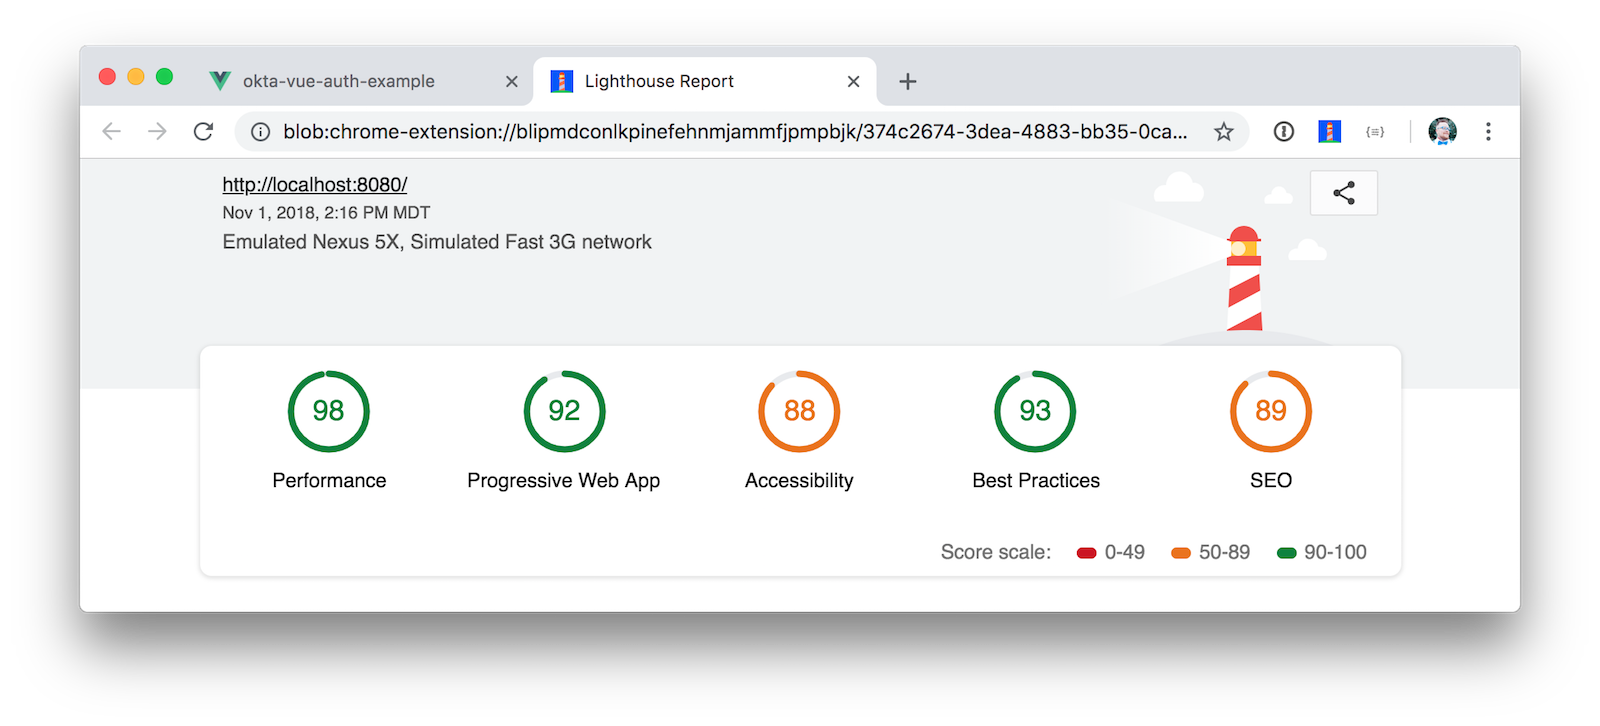 okta-vue-auth-example
Lighthouse Report
blob:chrome-extension://blipmdconlkpinefehnmjammfjpmpbjk/374c2674-3dea-4883-bb35-0ca...
http://localhost:8080/
Nov 1, 2018, 2:16 PM MDT
Emulated Nexus 5X, Simulated Fast 3G network
98 92 88 93 89
Performance Progressive Web App Accessibility Best Practices SEO
Score scale: 0-49 50-89 90-100